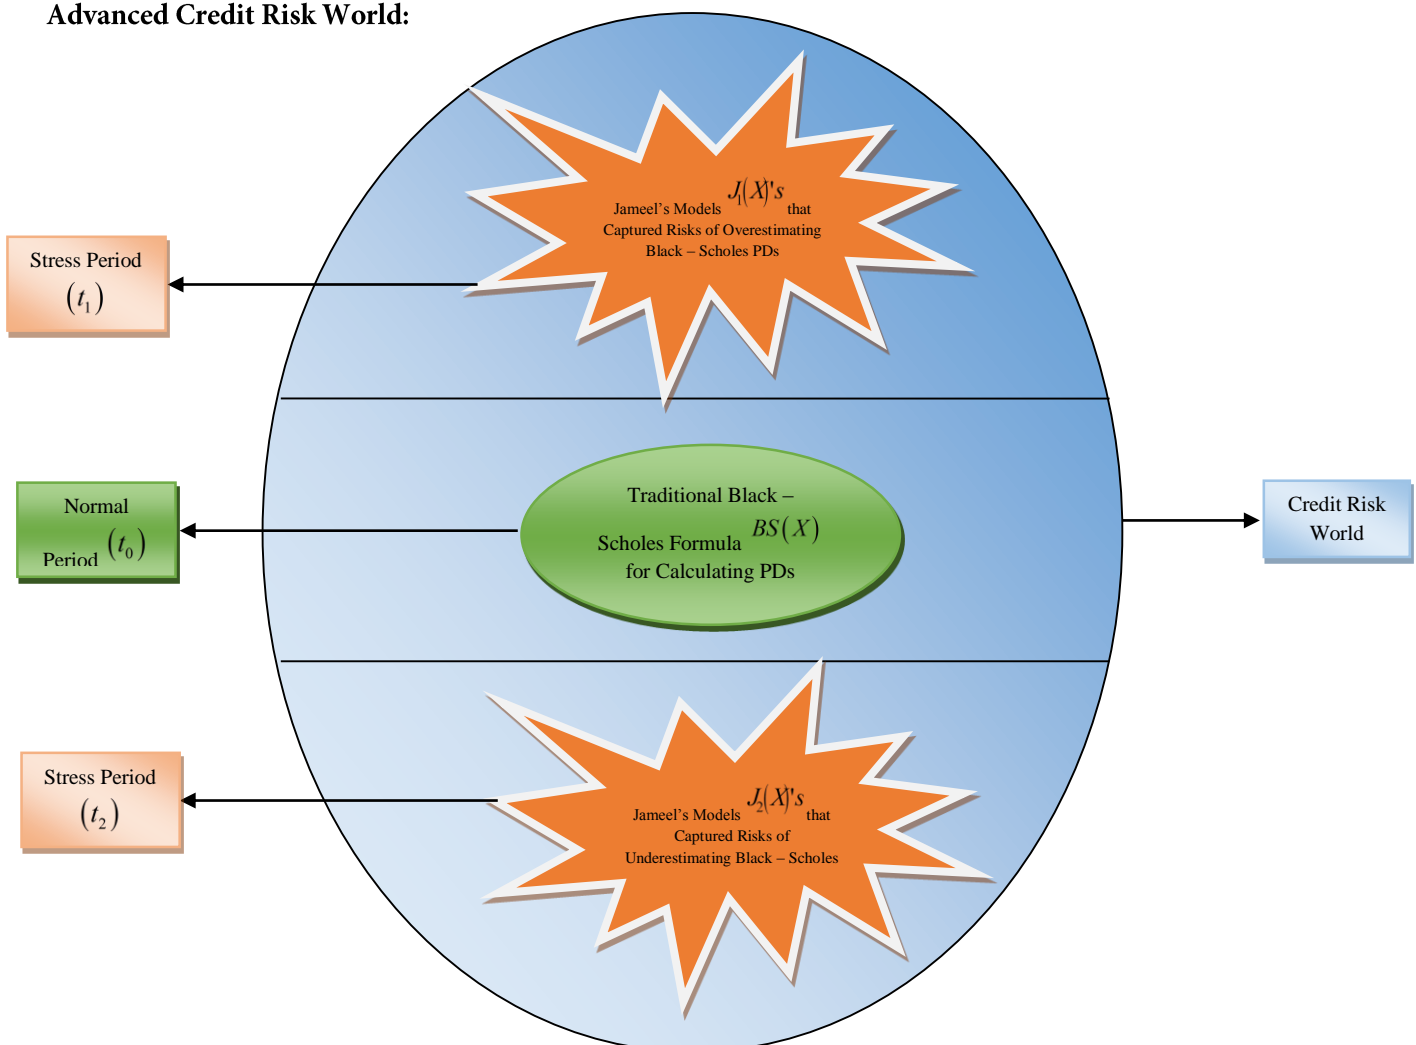 Advanced Credit Risk World:
Jameel’s Models J₁(X)'s that
Captured Risks of Overestimating
Black – Scholes PDs
Stress Period
(t₁)
Normal
Period (t₀)
Traditional Black –
Scholes Formula BS(X)
for Calculating PDs
Credit Risk
World
Stress Period
(t₂)
Jameel’s Models J₂(X)'s that
Captured Risks of
Underestimating Black – Scholes